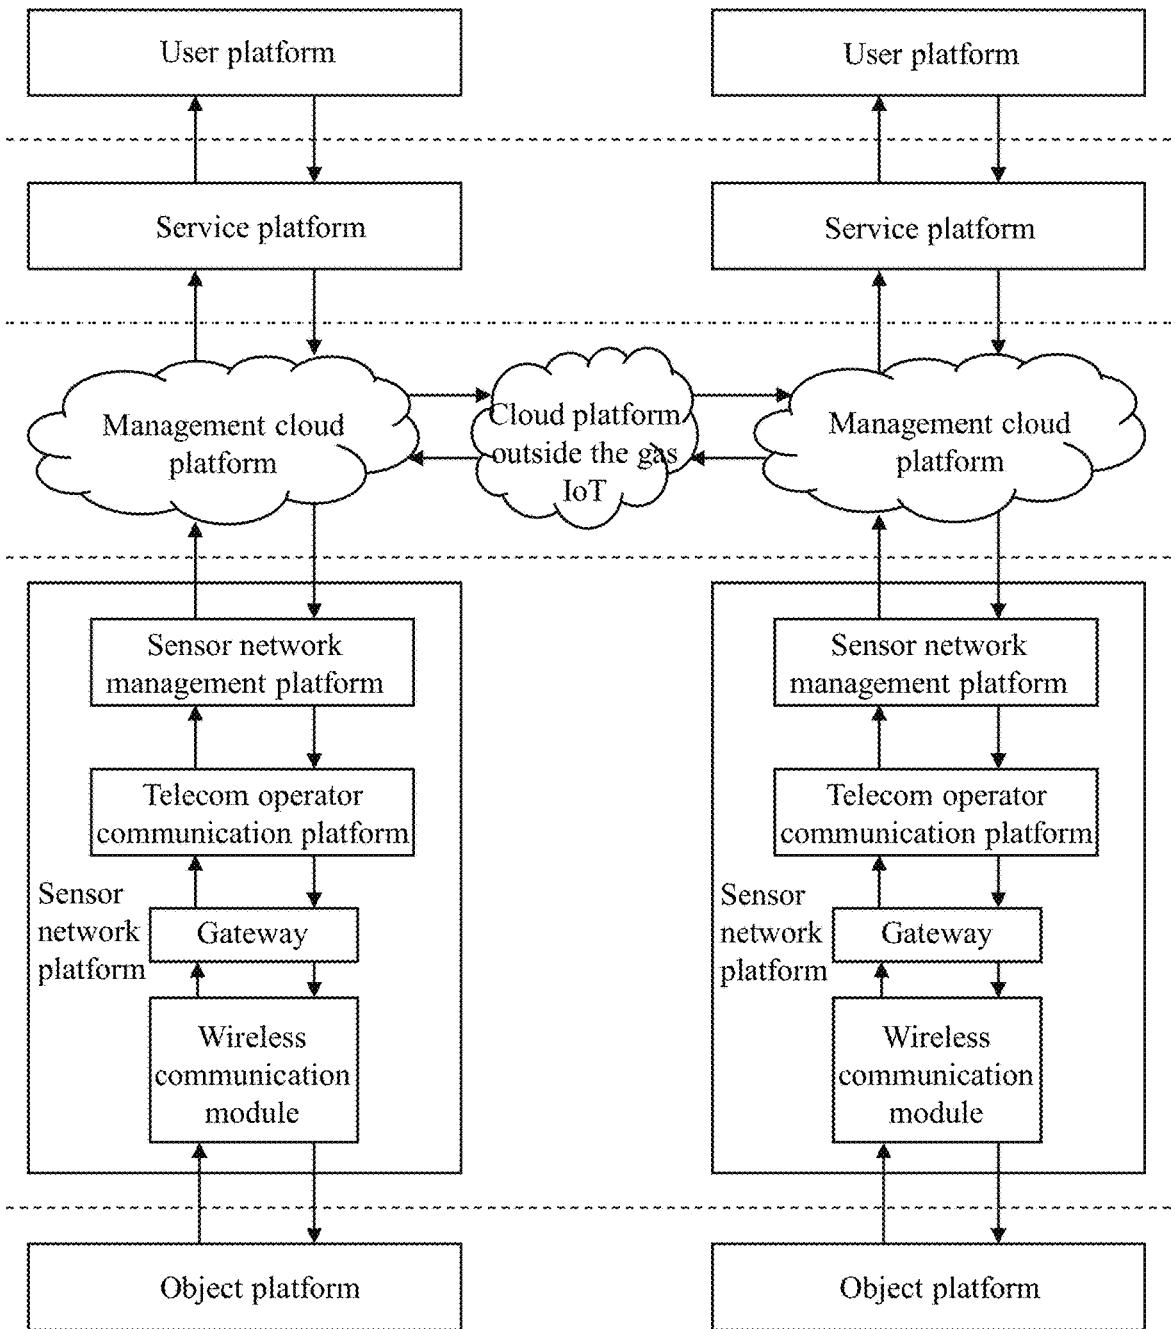 User platform
User platform
Service platform
Service platform
Management cloud
platform
Cloud platform
outside the gas
IoT
Management cloud
platform
Sensor network
management platform
Sensor network
management platform
Telecom operator
communication platform
Telecom operator
communication platform
Sensor
network
platform
Gateway
Sensor
network
platform
Gateway
Wireless
communication
module
Wireless
communication
module
Object platform
Object platform